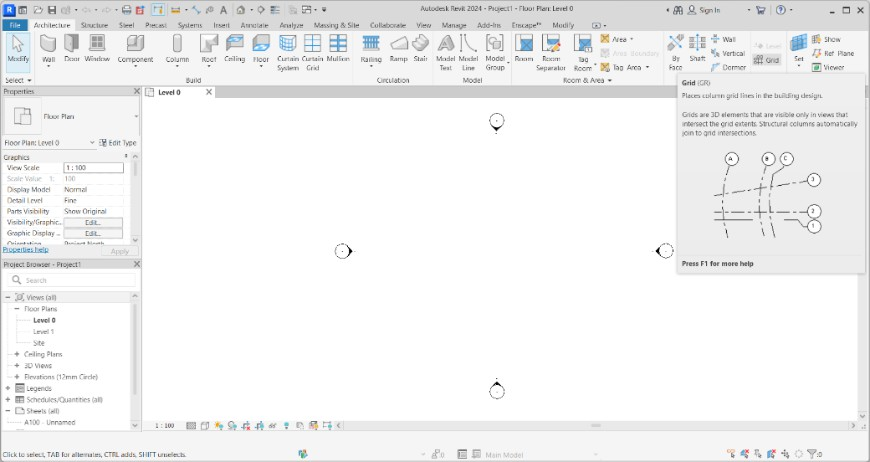 Autodesk Revit 2024 - Project1 - Floor Plan: Level 0
Sign In
File Architecture Structure Steel Precast Systems Insert Annotate Analyze Massing & Site Collaborate View Manage Add-Ins Enscape™ Modify
Modify Wall Door Window Component Column Roof Ceiling Floor Curtain System Curtain Grid Mullion Railing Ramp Stair Model Text Model Line Model Group Room Room Separator Tag Room Area Area Boundary Tag Area By Face Shaft Wall Vertical Dormer Level Grid Set Show Ref Plane Viewer
Select Build Circulation Model Room & Area
Properties
Level 0
Floor Plan
Floor Plan: Level 0 Edit Type
Graphics
View Scale 1 : 100
Scale Value 1: 100
Display Model Normal
Detail Level Fine
Parts Visibility Show Original
Visibility/Graphic... Edit...
Graphic Display ... Edit...
Orientation Project North
Properties help Apply
Project Browser - Project1
Search
Views (all)
Floor Plans
Level 0
Level 1
Site
Ceiling Plans
3D Views
Elevations (12mm Circle)
Legends
Schedules/Quantities (all)
Sheets (all)
A100 - Unnamed
Grid (GR)
Places column grid lines in the building design.
Grids are 3D elements that are visible only in views that
intersect the grid extents. Structural columns automatically
join to grid intersections.
A B C
3
2
1
Press F1 for more help
1 : 100
Click to select, TAB for alternates, CTRL adds, SHIFT unselects.
:0
Main Model
:0